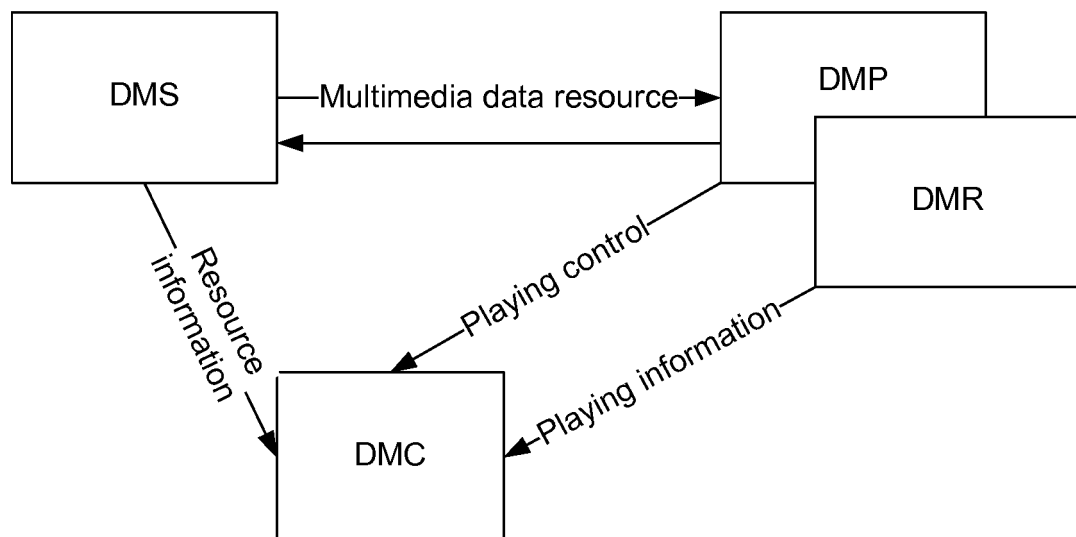 DMS
Multimedia data resource
DMP
DMR
Resource
information
Playing control
Playing information
DMC